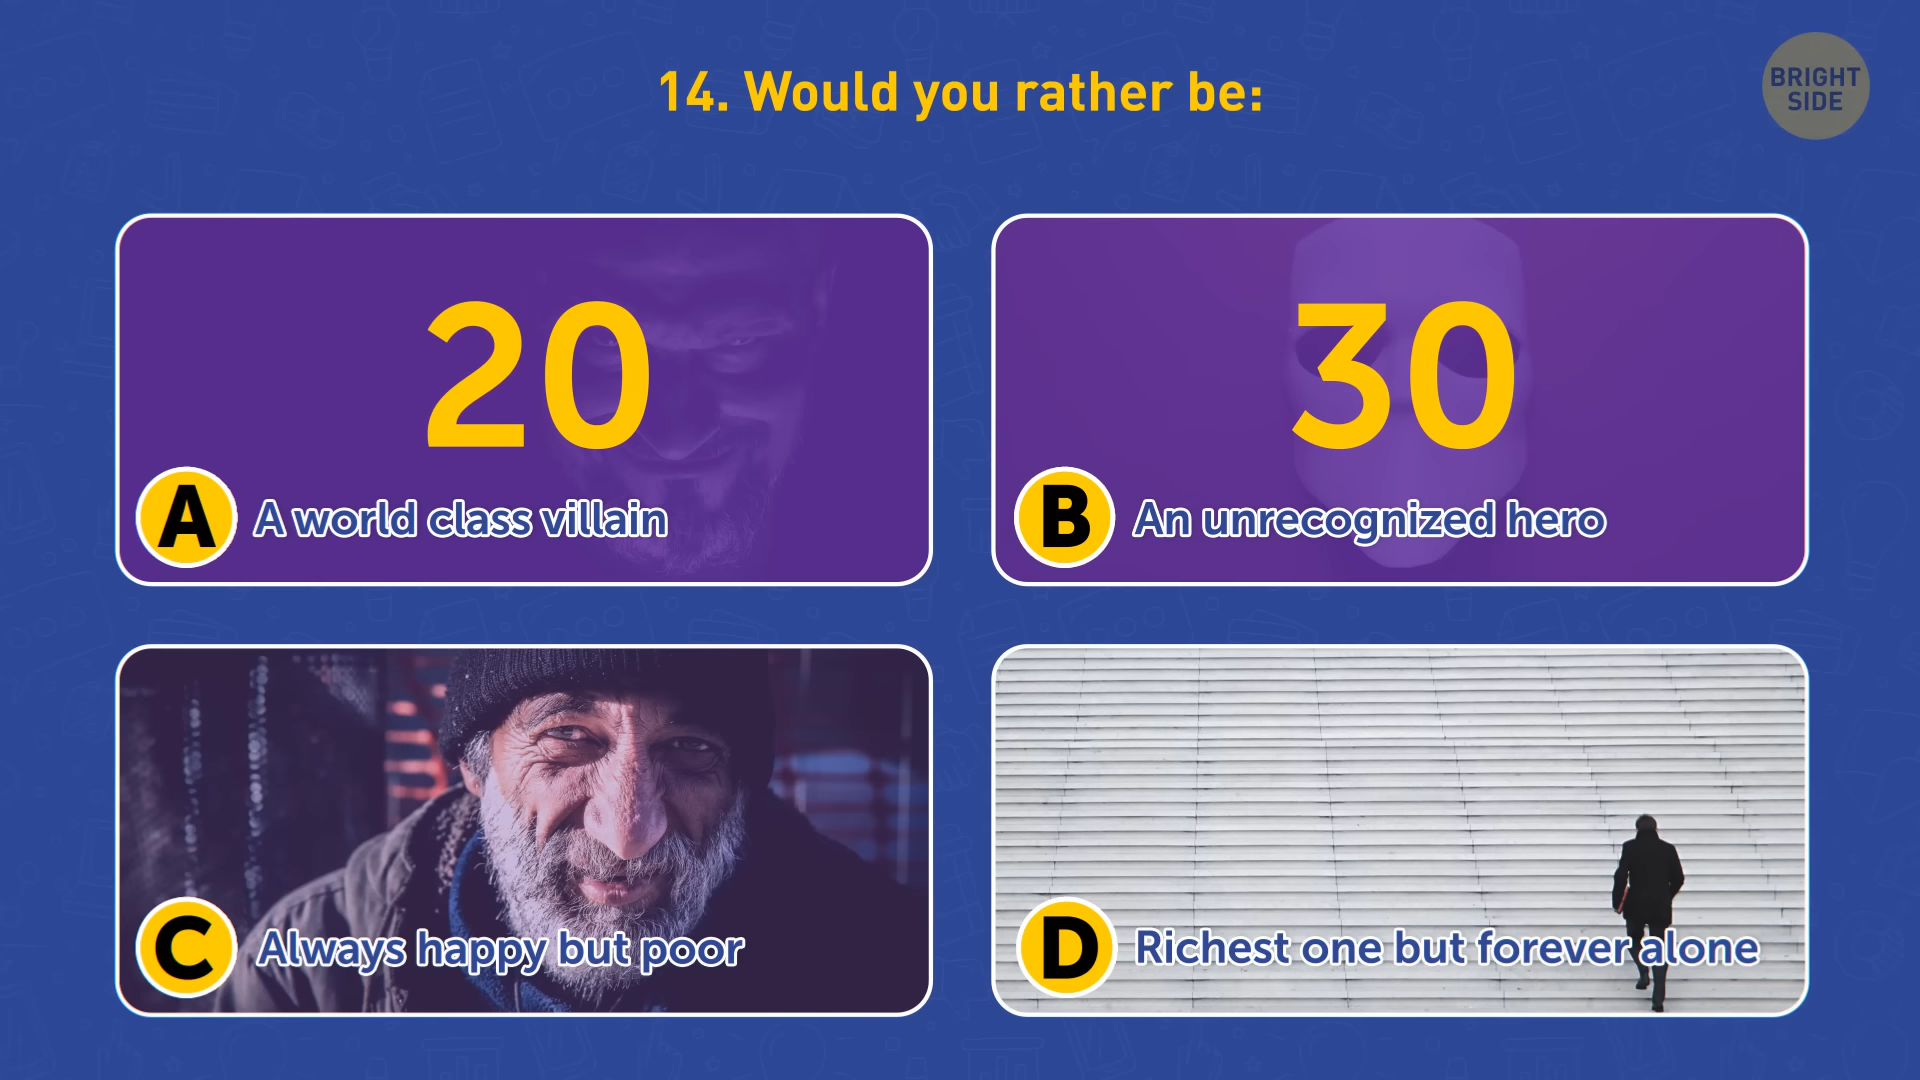 14. Would you rather be:
BRIGHT
SIDE
20
30
A A world class villain
B An unrecognized hero
C Always happy but poor
D Richest one but forever alone